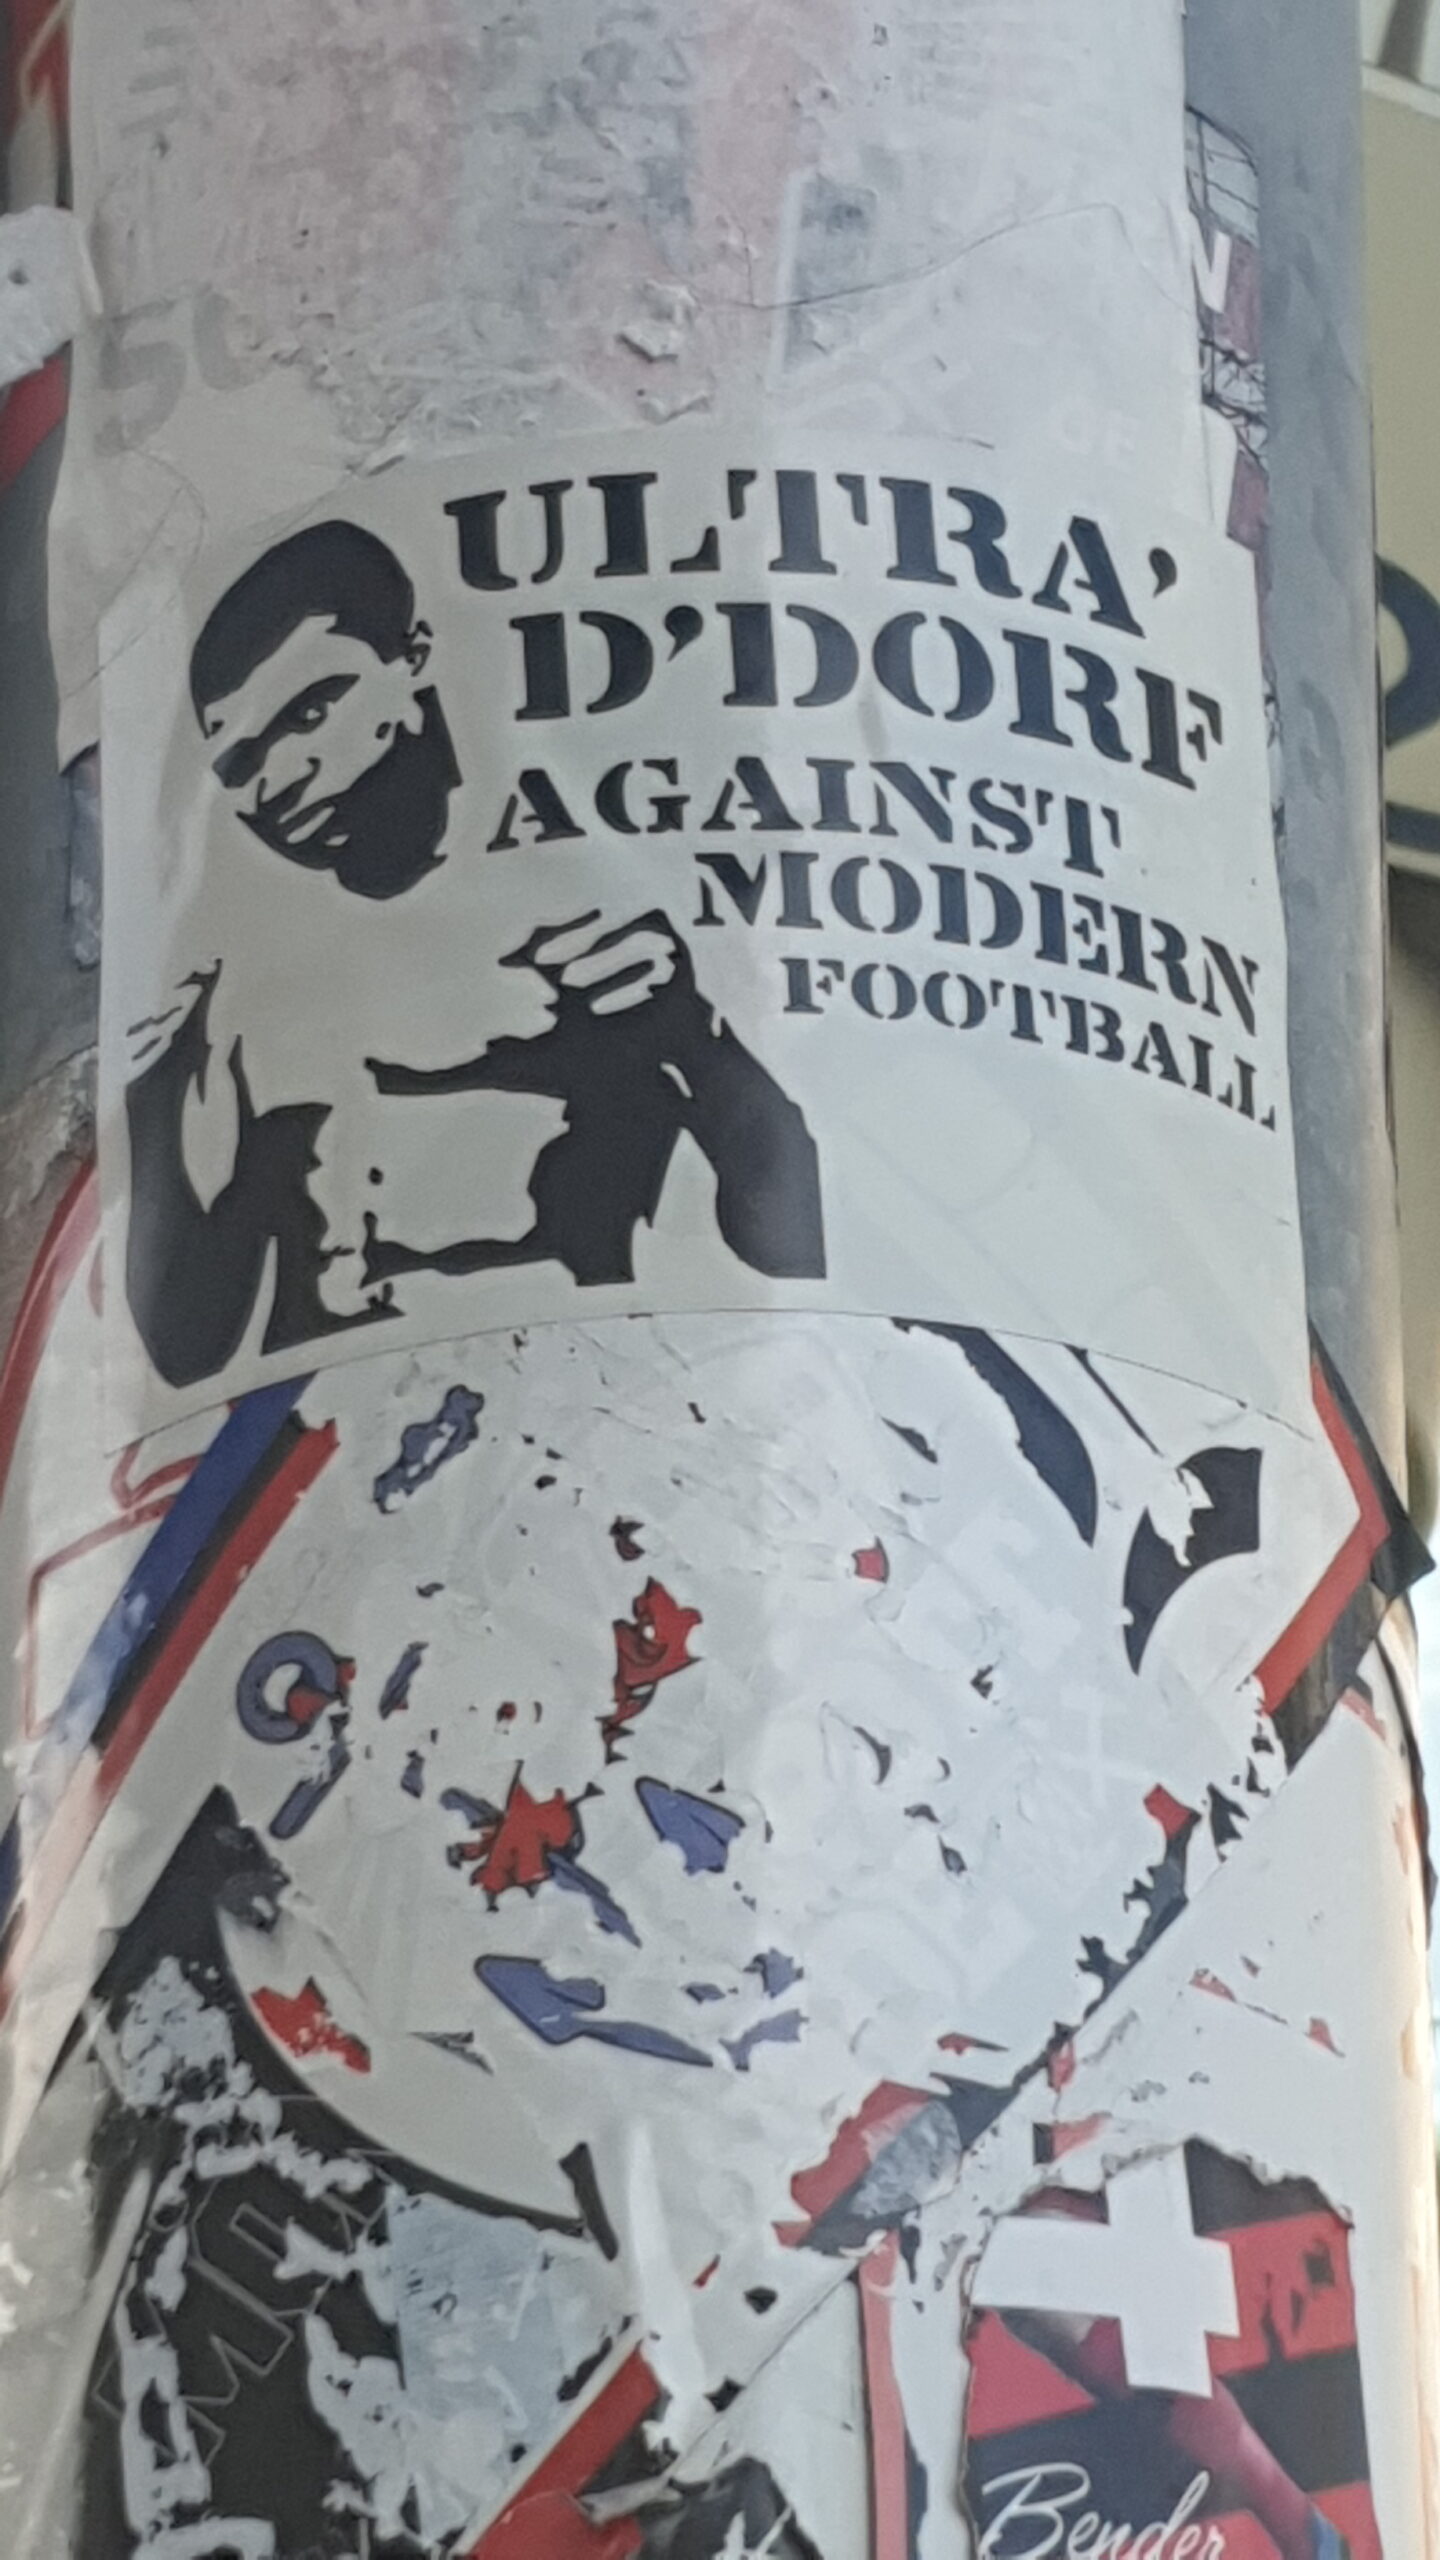 ULTRA'
D'DORF
AGAINST
MODERN
FOOTBALL
Bender